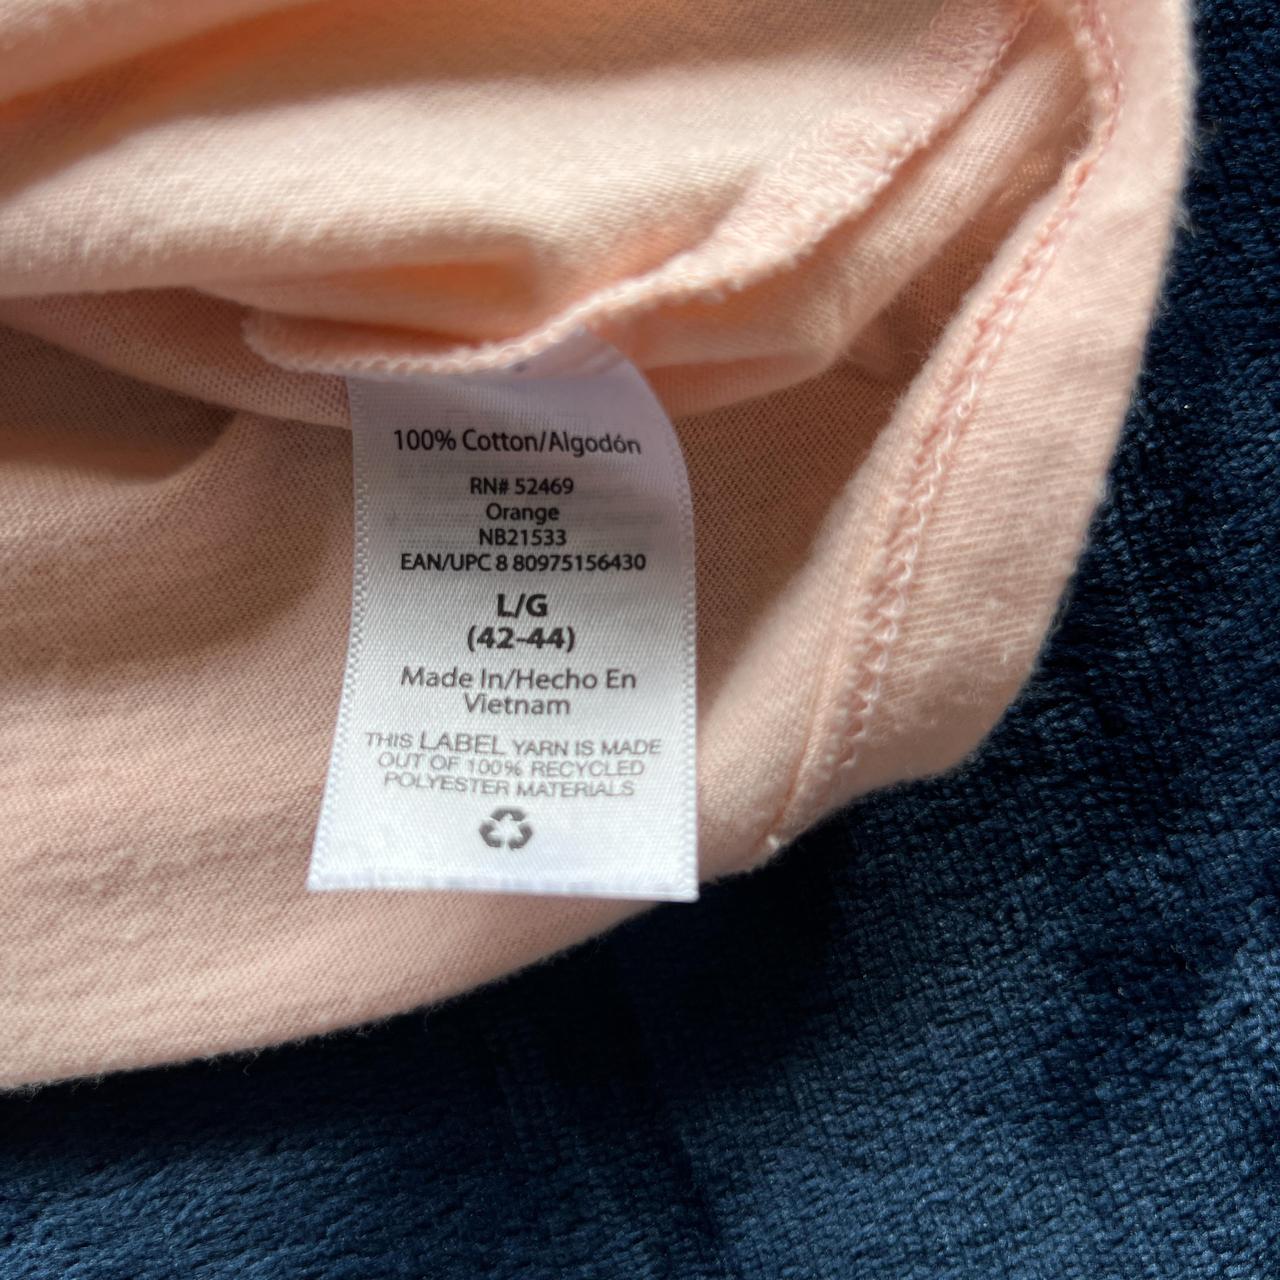 100% Cotton/Algodón
RN# 52469
Orange
NB21533
EAN/UPC 8 80975156430
L/G
(42-44)
Made In/Hecho En
Vietnam
THIS LABEL YARN IS MADE
OUT OF 100% RECYCLED
POLYESTER MATERIALS